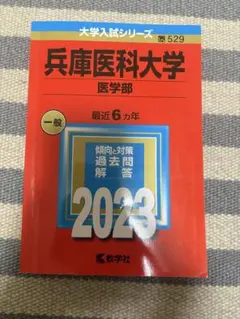 大学入試シリーズ 529
兵庫医科大学
医学部
最近6カ年
一般
傾向と対策
過去問
解答
2023
教学社